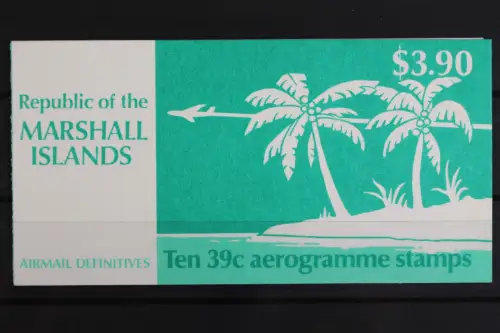 $3.90
Republic of the
MARSHALL
ISLANDS
AIRMAIL DEFINITIVES
Ten 39c aerogramme stamps